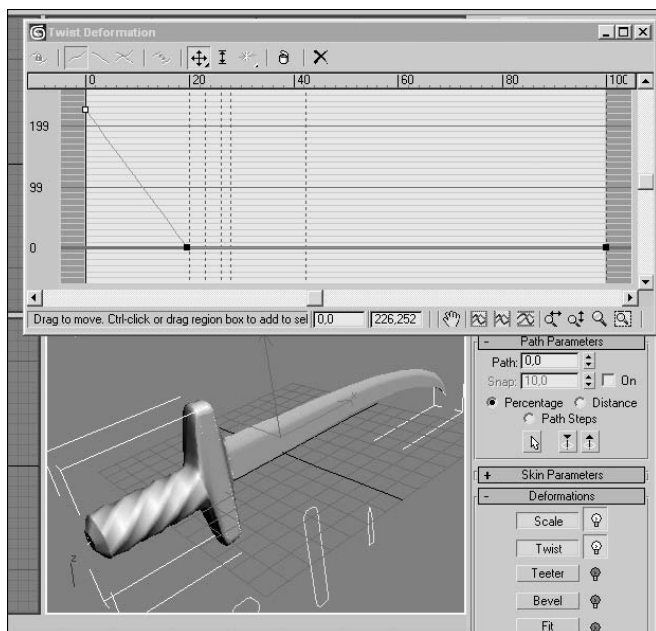 Twist Deformation
0 20 40 60 80 100
199
99
0
Drag to move. Ctrl-click or drag region box to add to sel 0,0 226,252
Path Parameters
Path: 0,0
Snap: 10,0 On
Percentage Distance
Path Steps
+ Skin Parameters
- Deformations
Scale
Twist
Teeter
Bevel
Fit
z
x